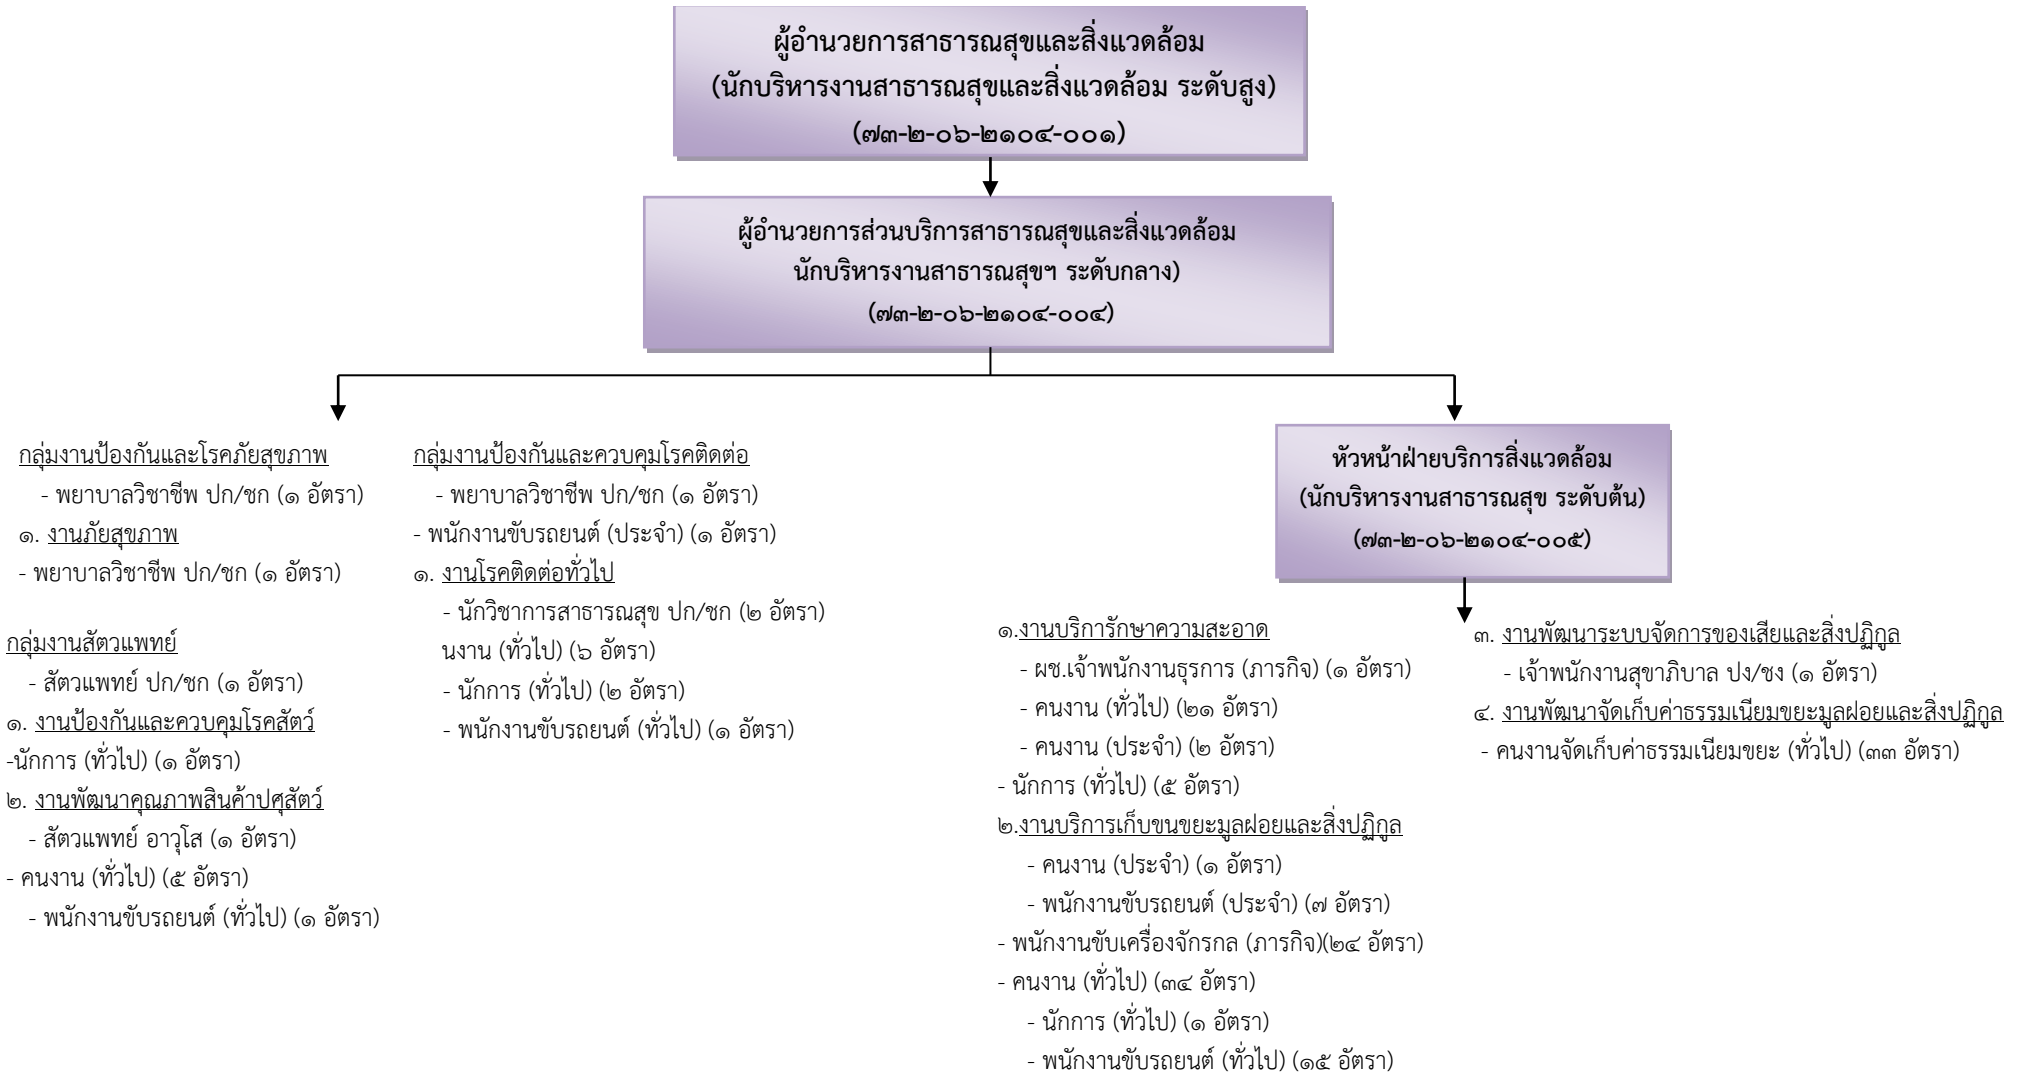 ผู้อำนวยการสาธารณสุขและสิ่งแวดล้อม
(นักบริหารงานสาธารณสุขและสิ่งแวดล้อม ระดับสูง)
(๗๓-๒-๐๖-๒๑๐๔-๐๐๑)
ผู้อำนวยการส่วนบริการสาธารณสุขและสิ่งแวดล้อม
นักบริหารงานสาธารณสุขฯ ระดับกลาง)
(๗๓-๒-๐๖-๒๑๐๔-๐๐๔)
กลุ่มงานป้องกันและโรคภัยสุขภาพ
- พยาบาลวิชาชีพ ปก/ชก (๑ อัตรา)
๑. งานภัยสุขภาพ
- พยาบาลวิชาชีพ ปก/ชก (๑ อัตรา)
กลุ่มงานสัตวแพทย์
- สัตวแพทย์ ปก/ชก (๑ อัตรา)
๑. งานป้องกันและควบคุมโรคสัตว์
-นักการ (ทั่วไป) (๑ อัตรา)
๒. งานพัฒนาคุณภาพสินค้าปศุสัตว์
- สัตวแพทย์ อาวุโส (๑ อัตรา)
- คนงาน (ทั่วไป) (๕ อัตรา)
- พนักงานขับรถยนต์ (ทั่วไป) (๑ อัตรา)
กลุ่มงานป้องกันและควบคุมโรคติดต่อ
- พยาบาลวิชาชีพ ปก/ชก (๑ อัตรา)
- พนักงานขับรถยนต์ (ประจำ) (๑ อัตรา)
๑. งานโรคติดต่อทั่วไป
- นักวิชาการสาธารณสุข ปก/ชก (๒ อัตรา)
นงาน (ทั่วไป) (๖ อัตรา)
- นักการ (ทั่วไป) (๒ อัตรา)
- พนักงานขับรถยนต์ (ทั่วไป) (๑ อัตรา)
หัวหน้าฝ่ายบริการสิ่งแวดล้อม
(นักบริหารงานสาธารณสุข ระดับต้น)
(๗๓-๒-๐๖-๒๑๐๔-๐๐๕)
๑.งานบริการักษาความสะอาด
- ผช.เจ้าพนักงานธุรการ (ภารกิจ) (๑ อัตรา)
- คนงาน (ทั่วไป) (๒๑ อัตรา)
- คนงาน (ประจำ) (๒ อัตรา)
- นักการ (ทั่วไป) (๕ อัตรา)
๒.งานบริการเก็บขนขยะมูลฝอยและสิ่งปฏิกูล
- คนงาน (ประจำ) (๑ อัตรา)
- พนักงานขับรถยนต์ (ประจำ) (๗ อัตรา)
- พนักงานขับเครื่องจักรกล (ภารกิจ)(๒๔ อัตรา)
- คนงาน (ทั่วไป) (๓๔ อัตรา)
- นักการ (ทั่วไป) (๑ อัตรา)
- พนักงานขับรถยนต์ (ทั่วไป) (๑๕ อัตรา)
๓. งานพัฒนาระบบจัดการของเสียและสิ่งปฏิกูล
- เจ้าพนักงานสุขาภิบาล ปง/ชง (๑ อัตรา)
๔. งานพัฒนาจัดเก็บค่าธรรมเนียมขยะมูลฝอยและสิ่งปฏิกูล
- คนงานจัดเก็บค่าธรรมเนียมขยะ (ทั่วไป) (๓๓ อัตรา)